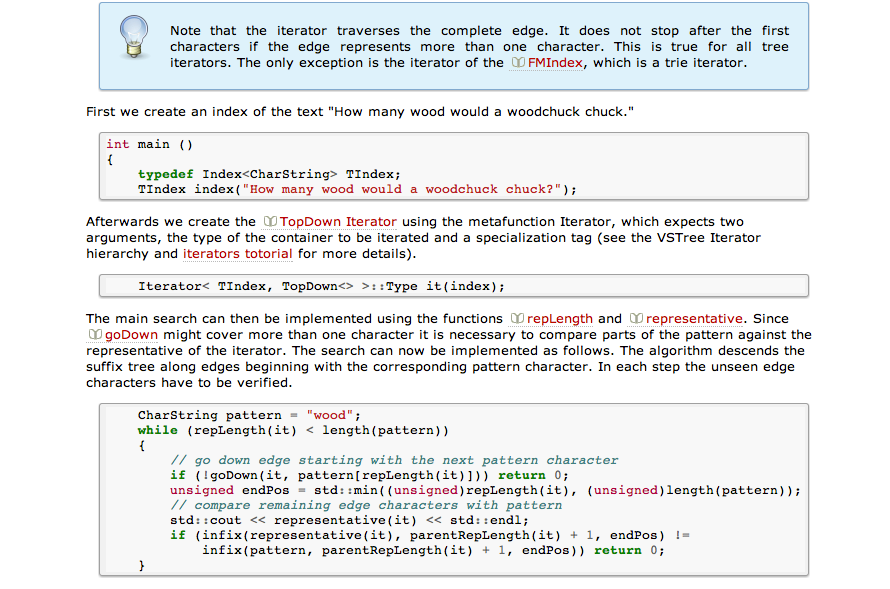 Note that the iterator traverses the complete edge. It does not stop after the first
characters if the edge represents more than one character. This is true for all tree
iterators. The only exception is the iterator of the FMIndex, which is a trie iterator.
First we create an index of the text "How many wood would a woodchuck chuck."
int main ()
{
    typedef Index<CharString> TIndex;
    TIndex index("How many wood would a woodchuck chuck?");
Afterwards we create the TopDown Iterator using the metafunction Iterator, which expects two
arguments, the type of the container to be iterated and a specialization tag (see the VSTree Iterator
hierarchy and iterators totorial for more details).
    Iterator< TIndex, TopDown<> >::Type it(index);
The main search can then be implemented using the functions repLength and representative. Since
goDown might cover more than one character it is necessary to compare parts of the pattern against the
representative of the iterator. The search can now be implemented as follows. The algorithm descends the
suffix tree along edges beginning with the corresponding pattern character. In each step the unseen edge
characters have to be verified.
    CharString pattern = "wood";
    while (repLength(it) < length(pattern))
    {
        // go down edge starting with the next pattern character
        if (!goDown(it, pattern[repLength(it)])) return 0;
        unsigned endPos = std::min((unsigned)repLength(it), (unsigned)length(pattern));
        // compare remaining edge characters with pattern
        std::cout << representative(it) << std::endl;
        if (infix(representative(it), parentRepLength(it) + 1, endPos) !=
            infix(pattern, parentRepLength(it) + 1, endPos)) return 0;
    }